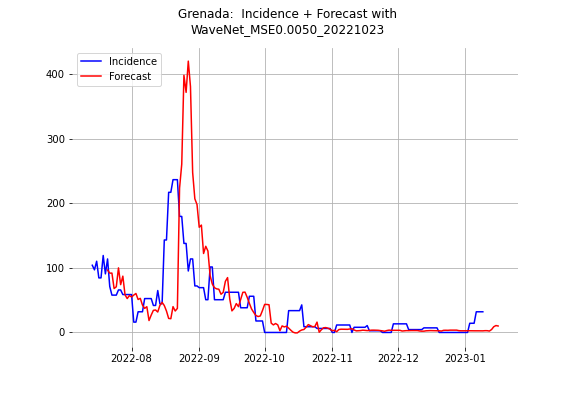 Grenada:  Incidence + Forecast with
WaveNet_MSE0.0050_20221023
Incidence
Forecast
400
300
200
100
0
2022-08
2022-09
2022-10
2022-11
2022-12
2023-01